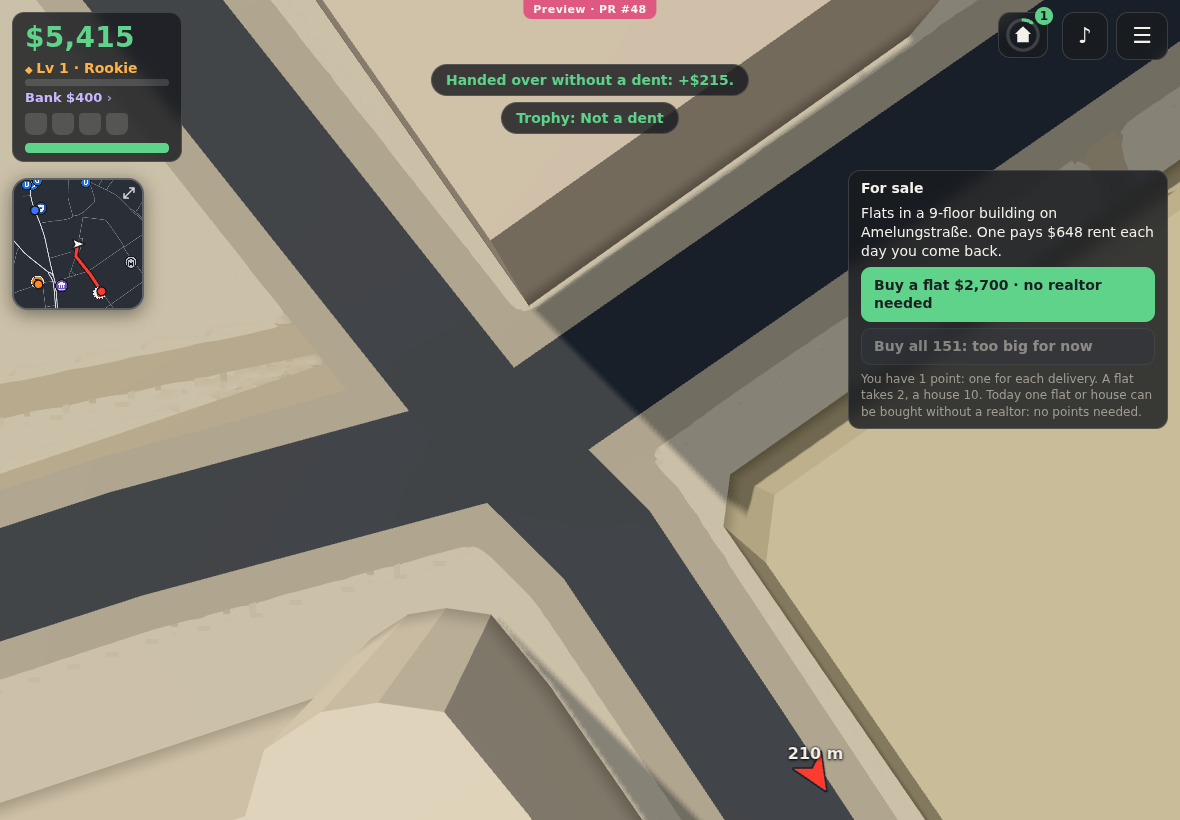 Preview · PR #48
$5,415
Lv 1 · Rookie
Bank $400 ›
Handed over without a dent: +$215.
Trophy: Not a dent
1
For sale
Flats in a 9-floor building on
Amelungstraße. One pays $648 rent each
day you come back.
Buy a flat $2,700 · no realtor
needed
Buy all 151: too big for now
You have 1 point: one for each delivery. A flat
takes 2, a house 10. Today one flat or house can
be bought without a realtor: no points needed.
210 m